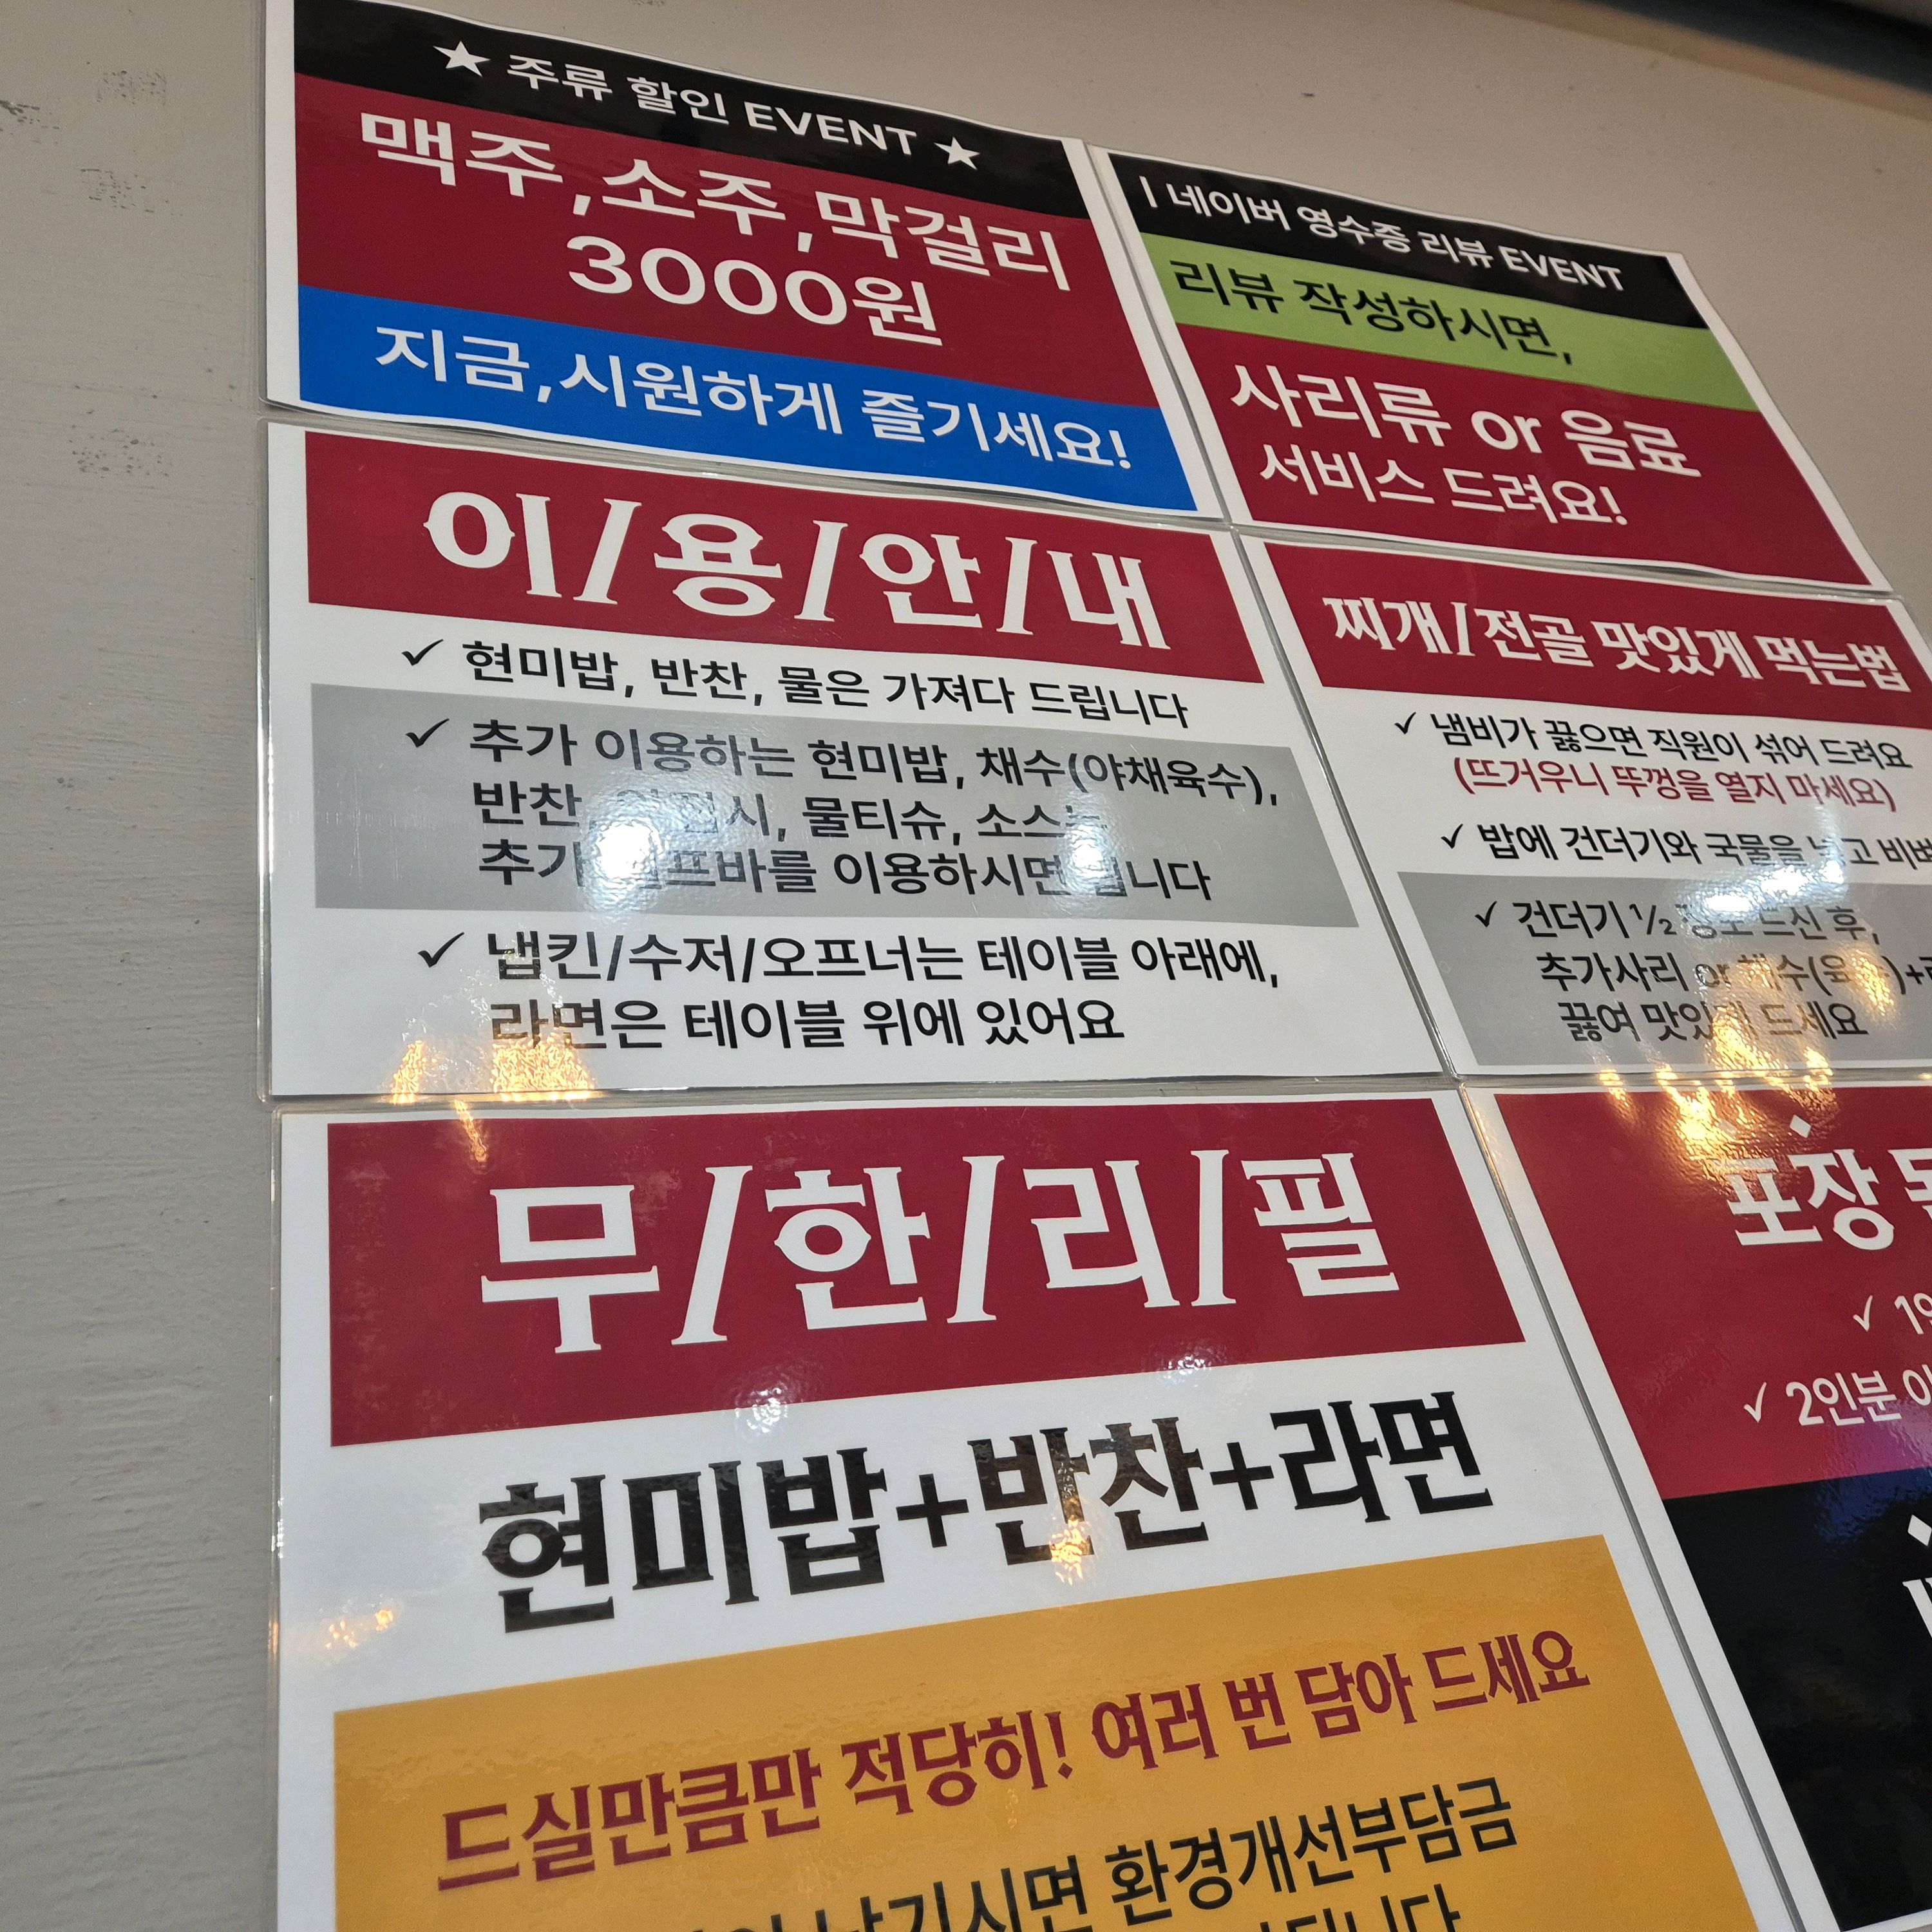 ★ 주류 할인 EVENT ★
맥주,소주,막걸리
3000원
지금,시원하게 즐기세요!
| 네이버 영수증 리뷰 EVENT
리뷰 작성하시면,
사리류 or 음료
서비스 드려요!
이/용/안/내
✓ 현미밥, 반찬, 물은 가져다 드립니다
✓ 추가 이용하는 현미밥, 채수(야채육수),
반찬, 물티슈,
이용하시면
✓ 냅킨/수저/오프너는 테이블 아래에,
라면은 테이블 위에 있어요
찌개/전골 맛있게 먹는법
✓ 냄비가 끓으면 직원이 섞어 드려요
(뜨거우니 뚜껑을 열지 마세요)
✓ 밥에 건더기와 국물을
✓ 건더기 ½
추가사리 or
끓여 드세요
무/한/리/필
현미밥+반찬+라면
드실만큼만 적당히! 여러 번 담아 드세요
남기시면 환경개선부담금
포장
✓ 2인분